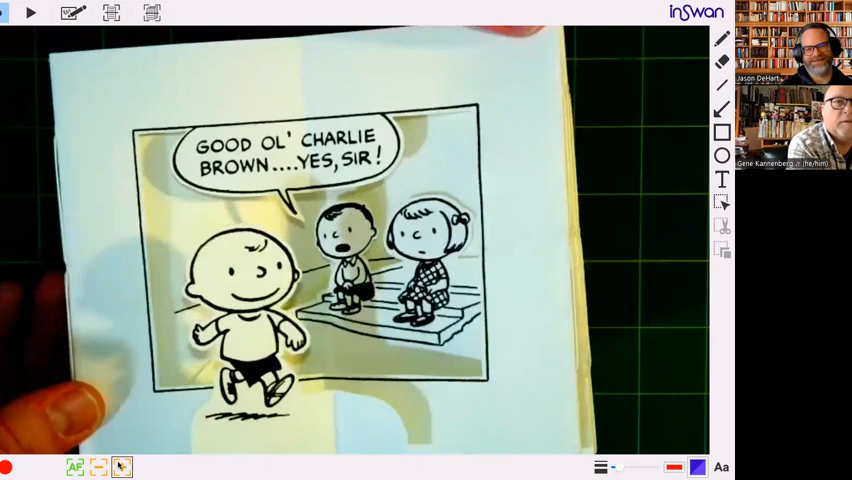 inswan
GOOD OL' CHARLIE
BROWN....YES, SIR!
Jason DeHart
Gene Kannenberg Jr (he/him)
T
AF
Aa